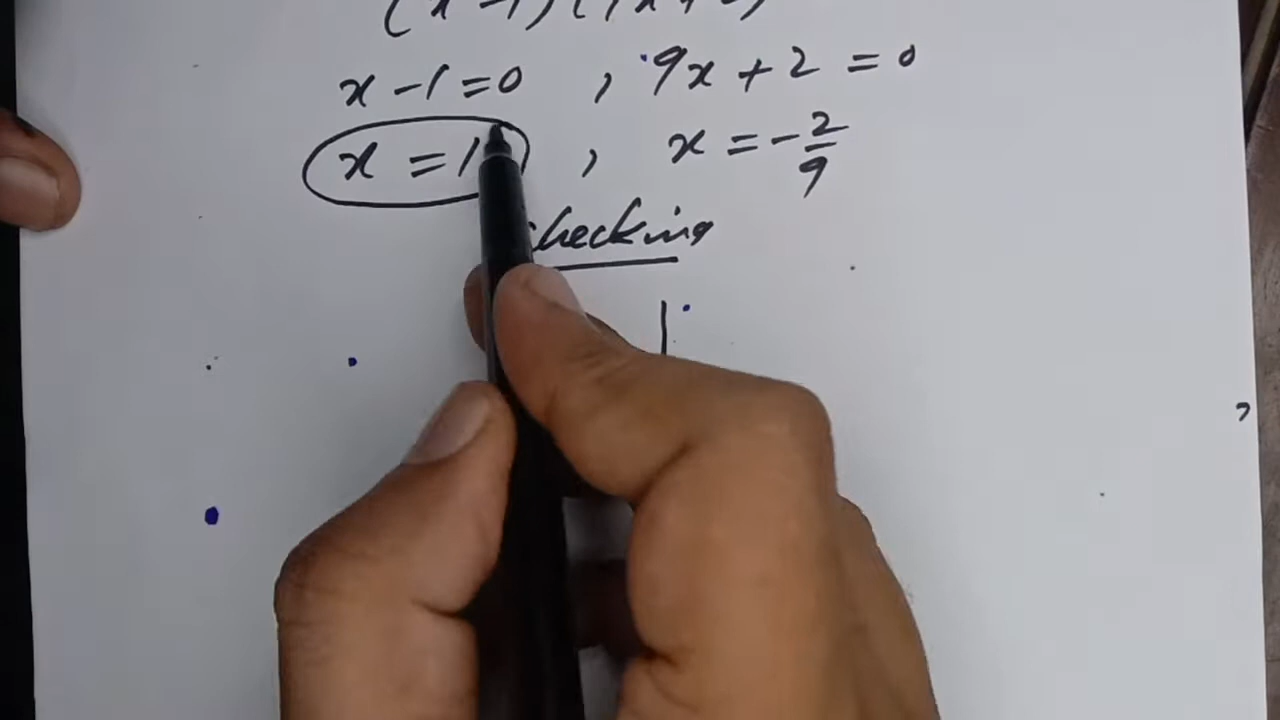 x - 1 = 0 , 9x + 2 = 0
x = 1 , x = -2/9
checking